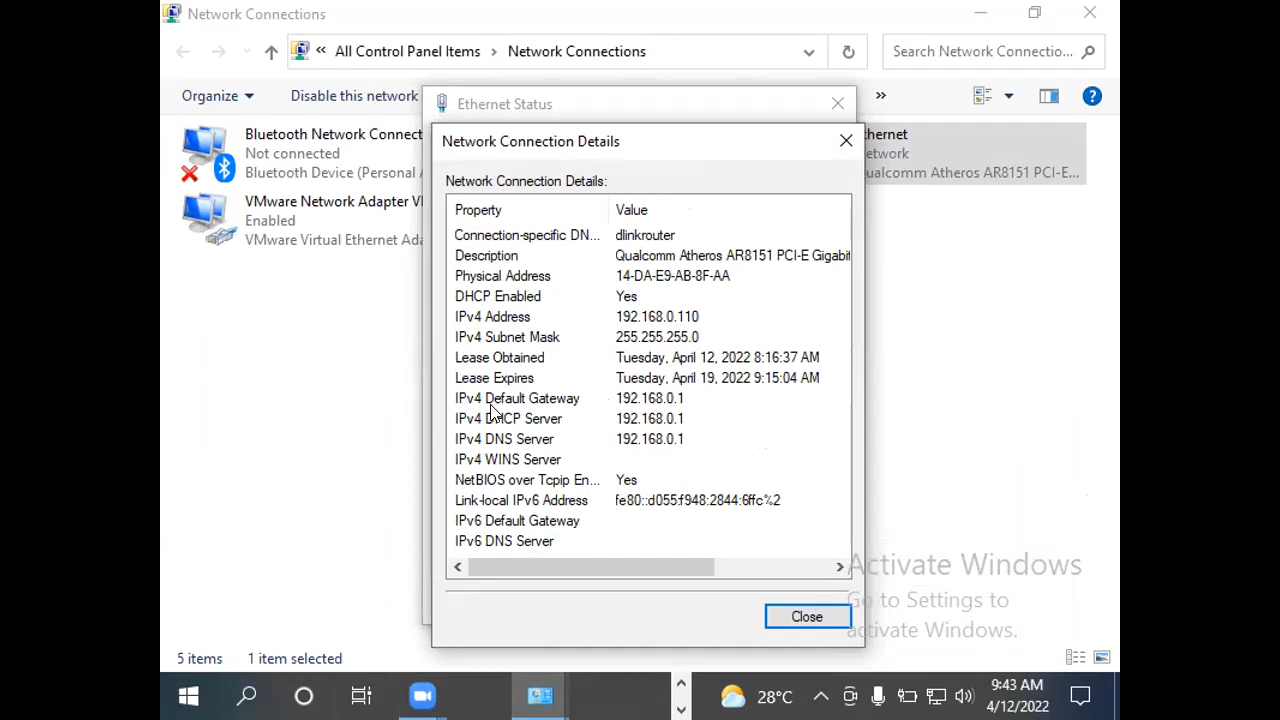 Network Connections
« All Control Panel Items > Network Connections
Search Network Connectio...
Organize
Disable this network
»
Ethernet Status
Bluetooth Network Connect
Not connected
Bluetooth Device (Personal
VMware Network Adapter
Enabled
VMware Virtual Ethernet
Qualcomm Atheros AR8151 PCI-E...
Network Connection Details
Network Connection Details:
Property Value
Connection-specific DN... dlinkrouter
Description Qualcomm Atheros AR8151 PCI-E Gigabit
Physical Address 14-DA-E9-AB-8F-AA
DHCP Enabled Yes
IPv4 Address 192.168.0.110
IPv4 Subnet Mask 255.255.255.0
Lease Obtained Tuesday, April 12, 2022 8:16:37 AM
Lease Expires Tuesday, April 19, 2022 9:15:04 AM
IPv4 Default Gateway 192.168.0.1
IPv4 DHCP Server 192.168.0.1
IPv4 DNS Server 192.168.0.1
IPv4 WINS Server
NetBIOS over Tcpip En... Yes
Link-local IPv6 Address fe80::d055:f948:2844:6ffc%2
IPv6 Default Gateway
IPv6 DNS Server
Close
Activate Windows
Go to Settings to
activate Windows.
5 items 1 item selected
28°C
9:43 AM
4/12/2022